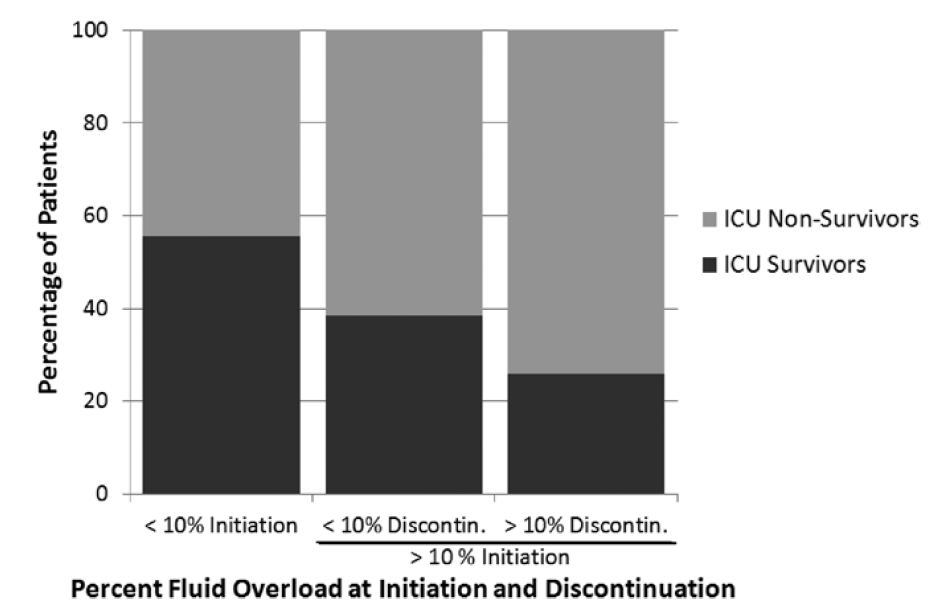 100
80
60
40
20
0
Percentage of Patients
ICU Non-Survivors
ICU Survivors
< 10% Initiation
< 10% Discontin.
> 10% Discontin.
> 10 % Initiation
Percent Fluid Overload at Initiation and Discontinuation